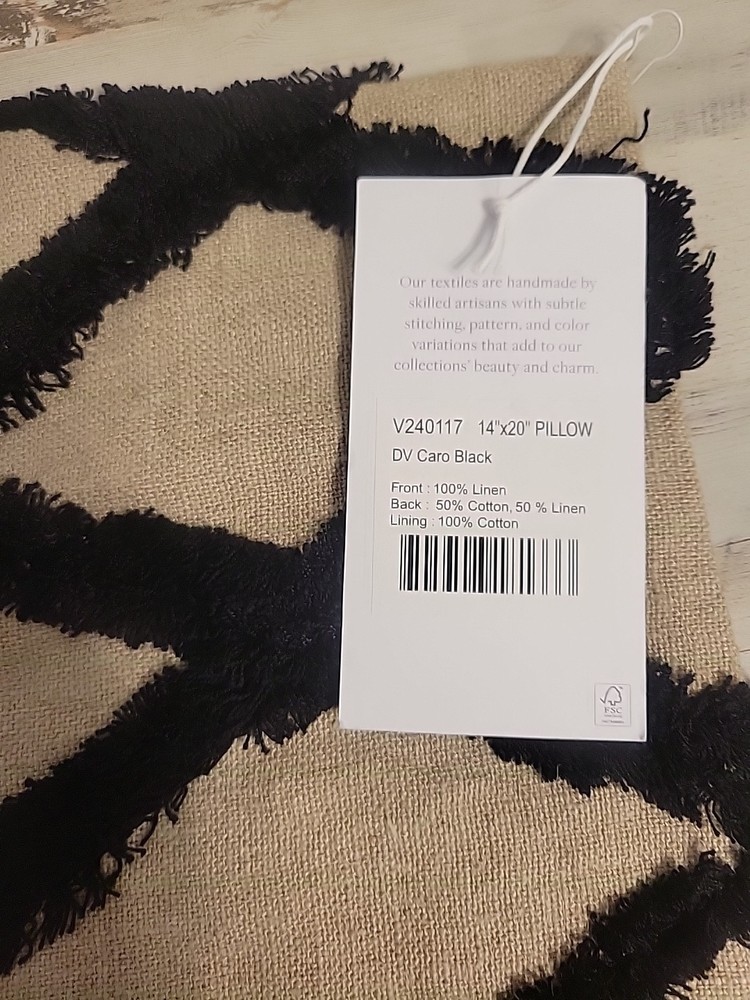 Our textiles are handmade by
skilled artisans with subtle
stitching, pattern, and color
variations that add to our
collections' beauty and charm.
V240117 14"x20" PILLOW
DV Caro Black
Front : 100% Linen
Back : 50% Cotton, 50 % Linen
Lining : 100% Cotton
FSC